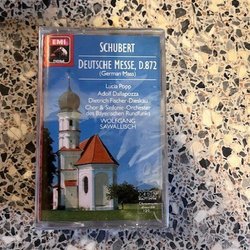 EMI
SCHUBERT
DEUTSCHE MESSE, D.872
(German Mass)
Lucia Popp
Adolf Dallapozza
Dietrich Fischer-Dieskau
Chor & Sinfonie-Orchester
des Bayerischen Rundfunks
WOLFGANG
SAWALLISCH